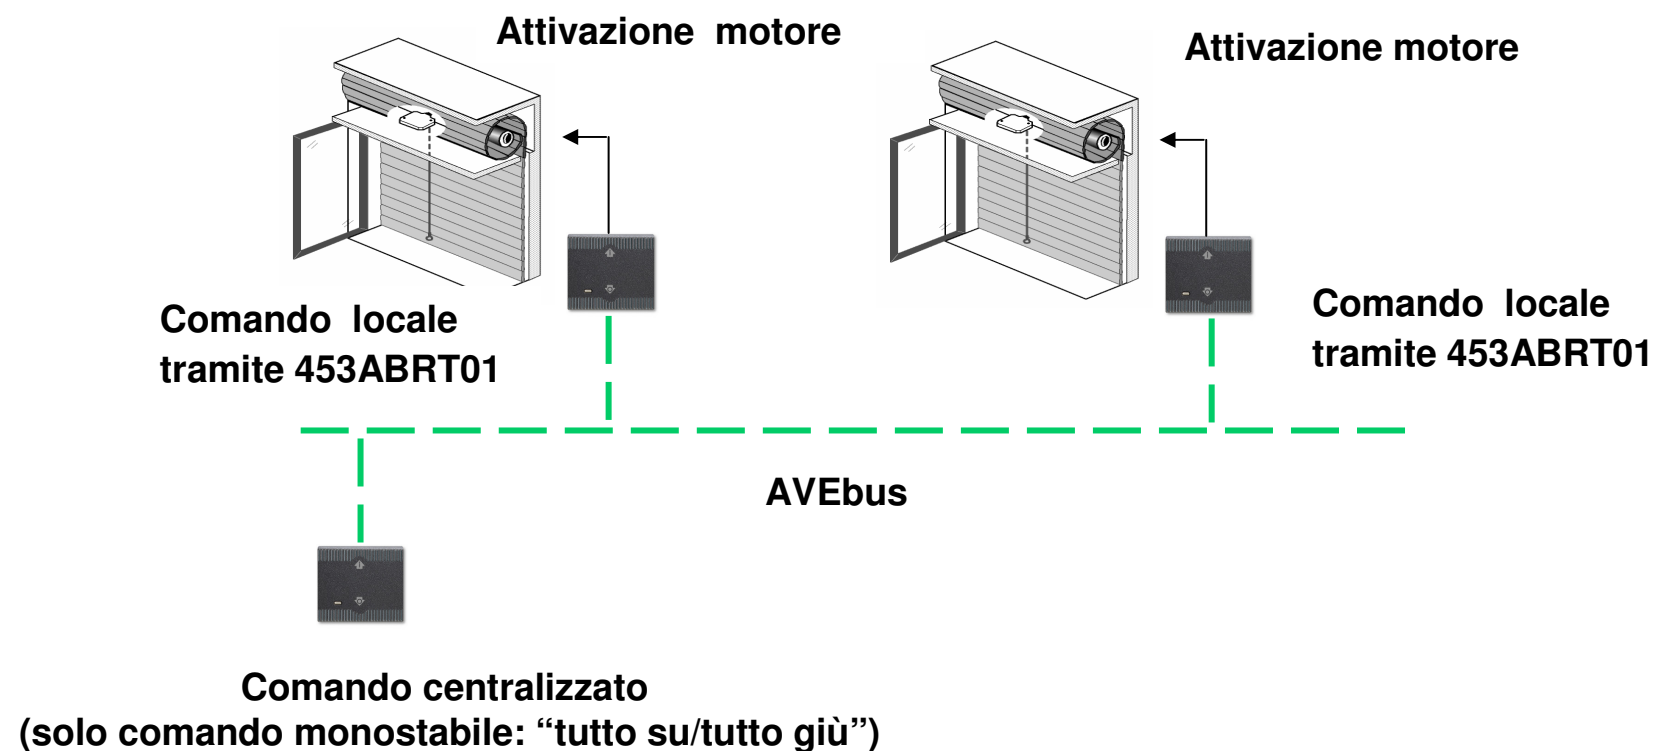 Attivazione motore
Attivazione motore
Comando locale
tramite 453ABRT01
Comando locale
tramite 453ABRT01
AVEbus
Comando centralizzato
(solo comando monostabile: “tutto su/tutto giù”)